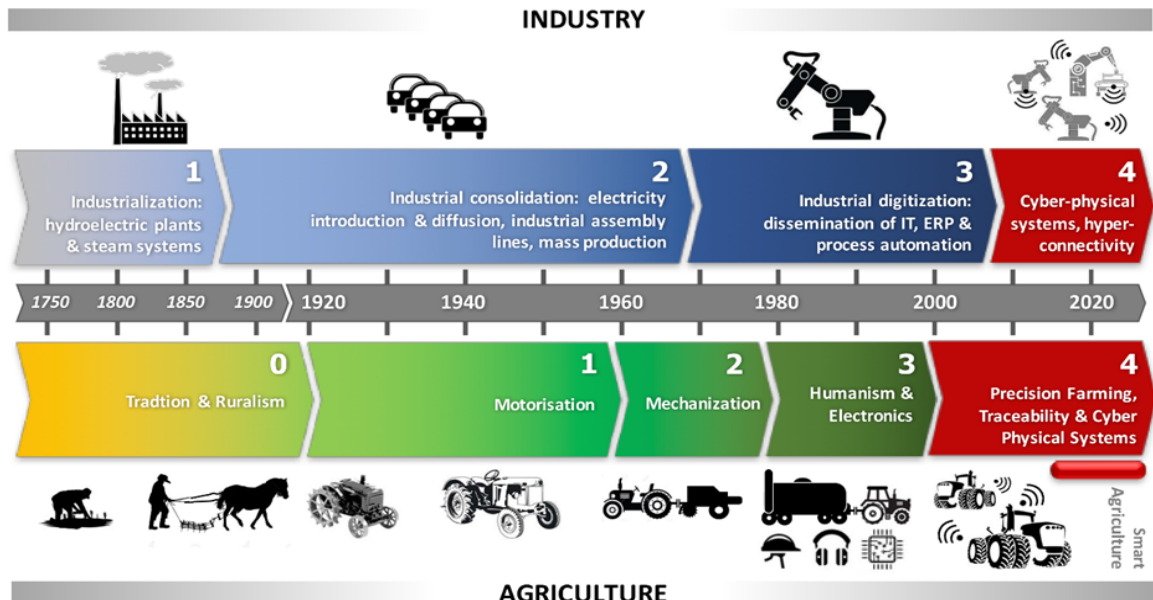 INDUSTRY
1
Industrialization:
hydroelectric plants
& steam systems
2
Industrial consolidation: electricity
introduction & diffusion, industrial assembly
lines, mass production
3
Industrial digitization:
dissemination of IT, ERP &
process automation
4
Cyber-physical
systems, hyper-
connectivity
1750 1800 1850 1900 1920 1940 1960 1980 2000 2020
0
Tradtion & Ruralism
1
Motorisation
2
Mechanization
3
Humanism &
Electronics
4
Precision Farming,
Traceability & Cyber
Physical Systems
Smart
Agriculture
AGRICULTURE